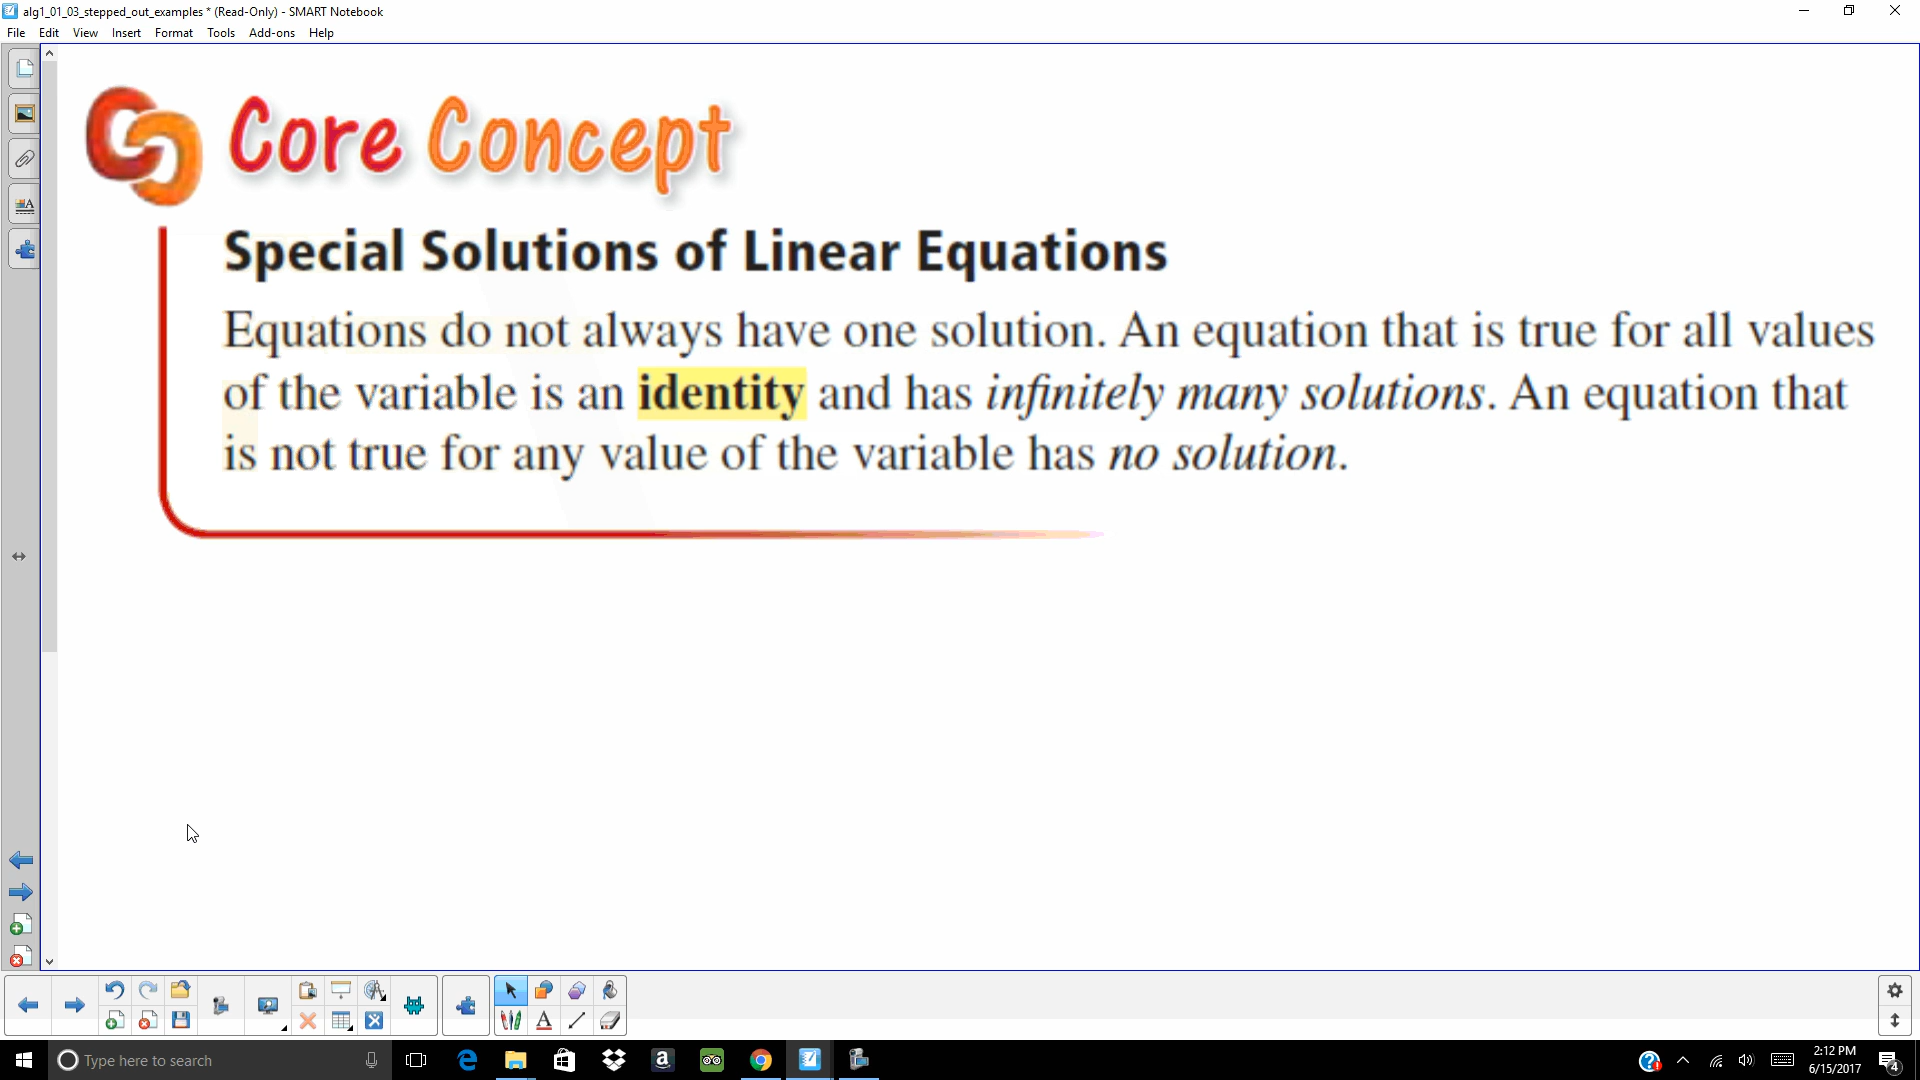 alg1_01_03_stepped_out_examples * (Read-Only) - SMART Notebook
File Edit View Insert Format Tools Add-ons Help
Core Concept
Special Solutions of Linear Equations
Equations do not always have one solution. An equation that is true for all values
of the variable is an identity and has infinitely many solutions. An equation that
is not true for any value of the variable has no solution.
Type here to search
2:12 PM
6/15/2017
4